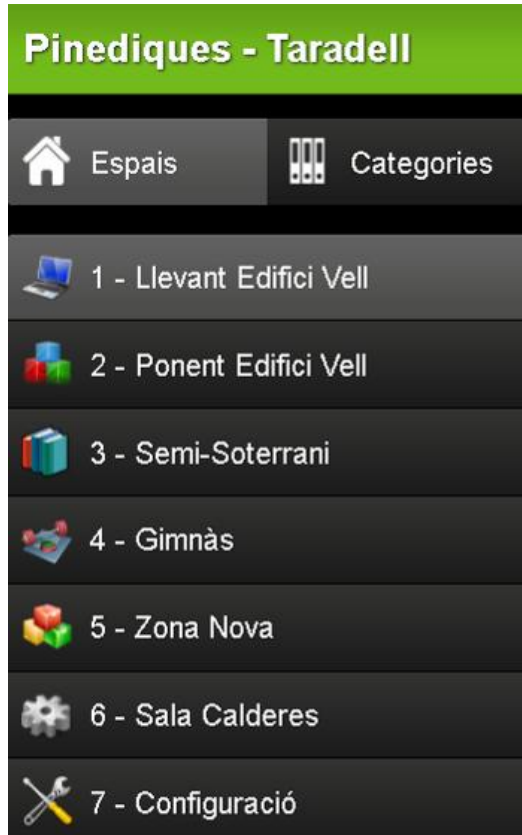 Pinediques - Taradell
Espais
Categories
1 - Llevant Edifici Vell
2 - Ponent Edifici Vell
3 - Semi-Soterrani
4 - Gimnàs
5 - Zona Nova
6 - Sala Calderes
7 - Configuració